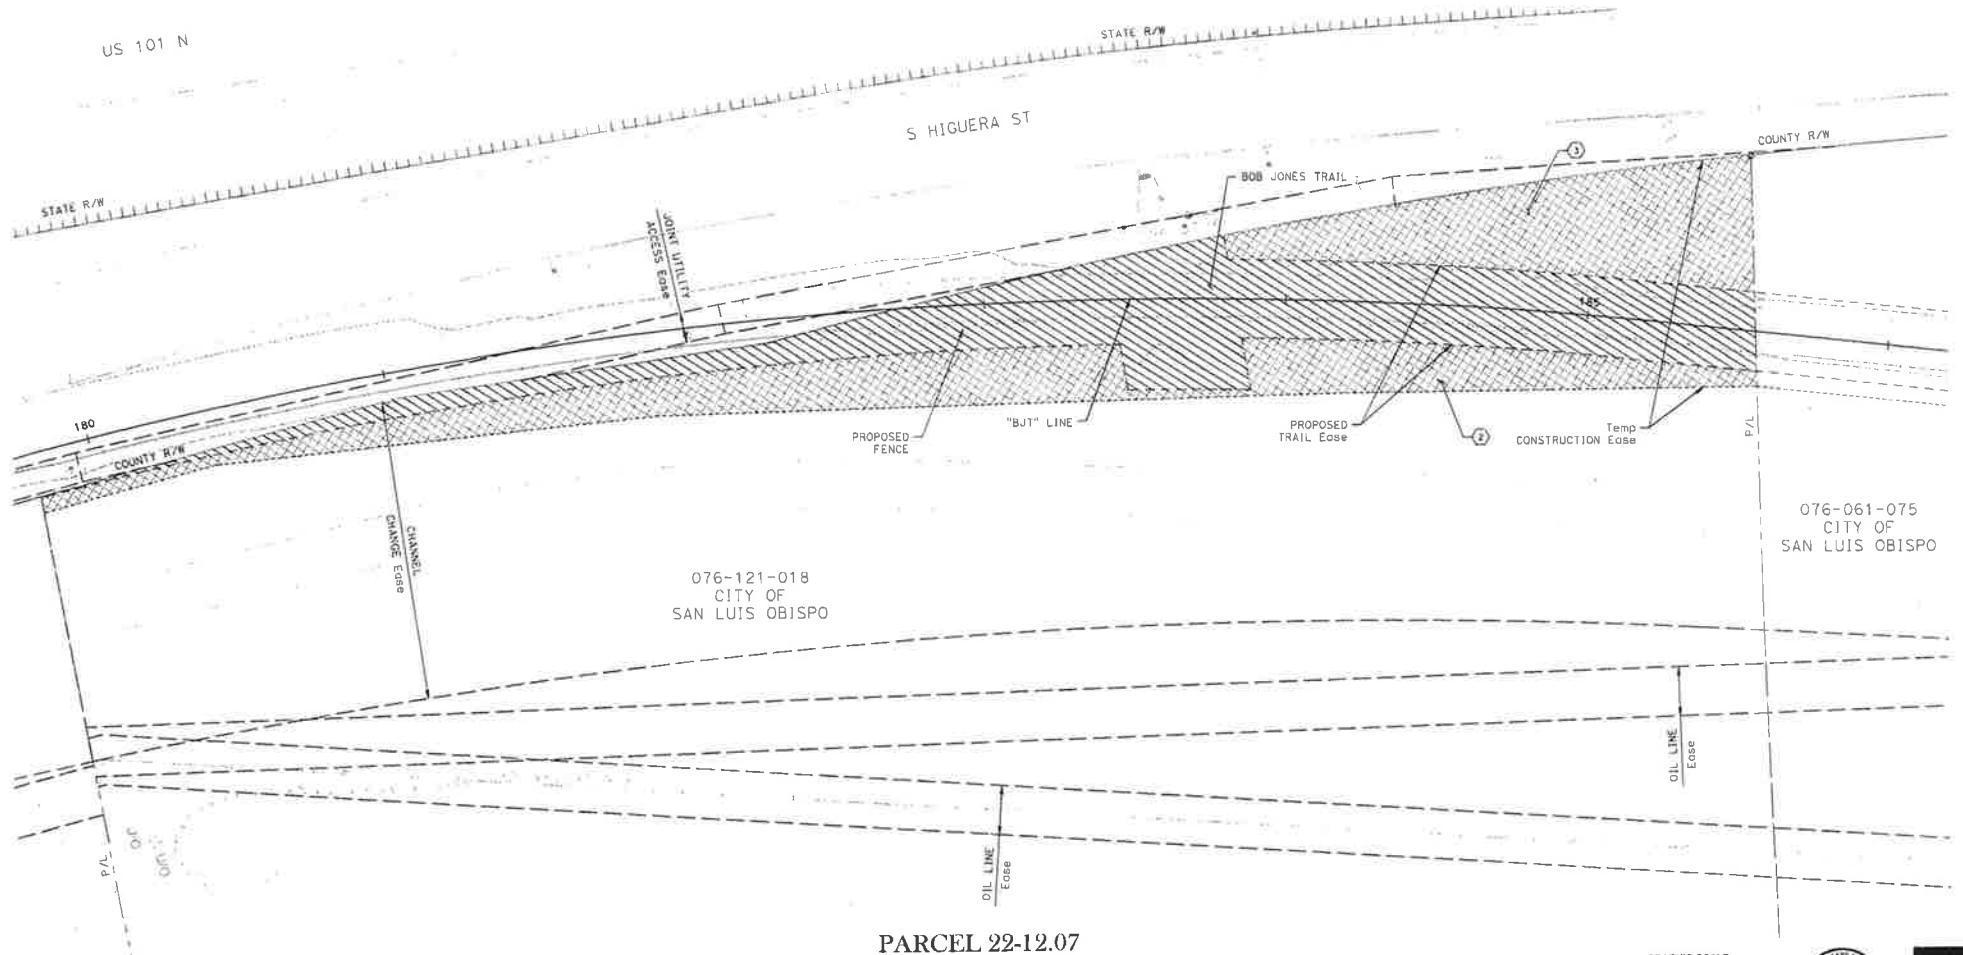 US 101 N
STATE R/W
STATE R/W
S HIGUERA ST
COUNTY R/W
3
BOB JONES TRAIL
JOINT UTILITY
ACCESS Ease
185
180
COUNTY R/W
"BJT" LINE
PROPOSED
FENCE
PROPOSED
TRAIL Ease
2
Temp
CONSTRUCTION Ease
P/L
CHANNEL
CHANGE Ease
076-061-075
CITY OF
SAN LUIS OBISPO
076-121-018
CITY OF
SAN LUIS OBISPO
OIL LINE
Ease
OIL LINE
Ease
P/L
PARCEL 22-12.07